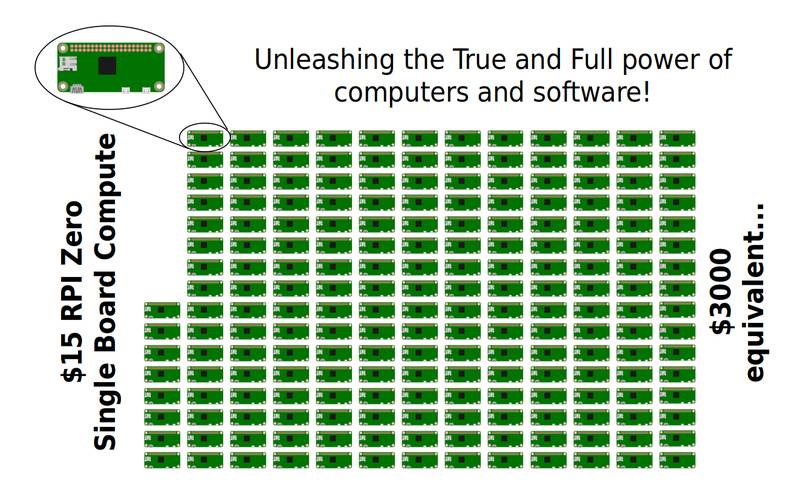 Unleashing the True and Full power of
computers and software!
$15 RPI Zero
Single Board Compute
$3000
equivalent...